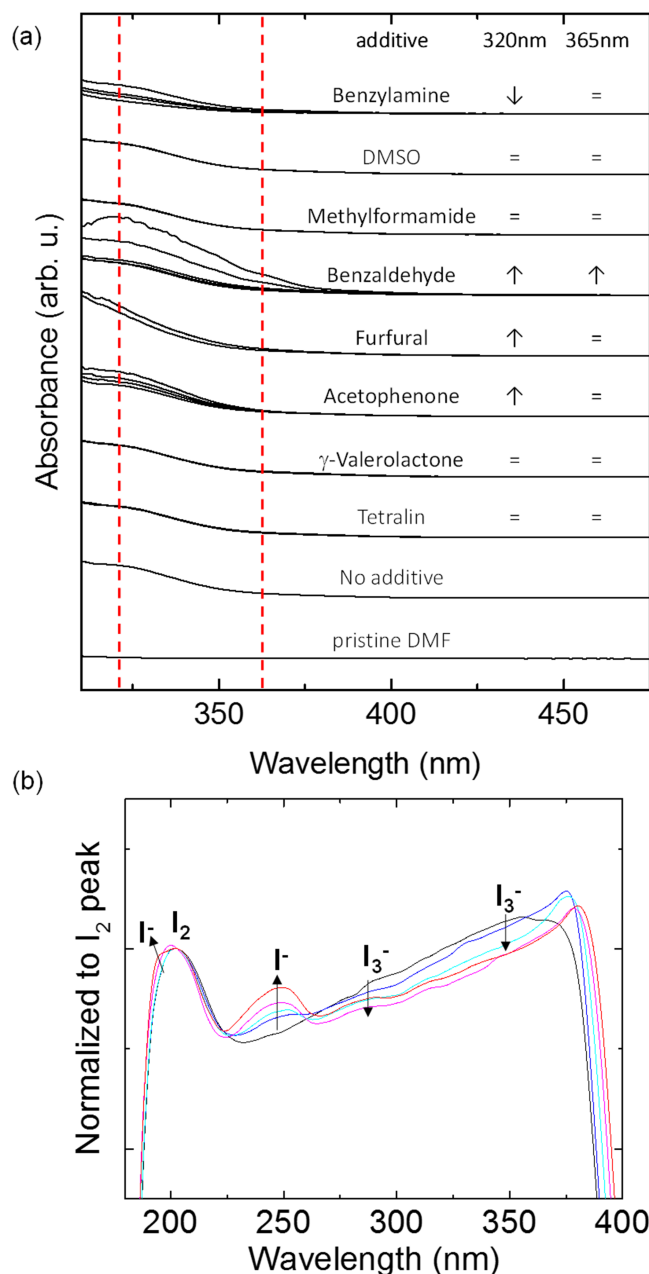 (a)
additive 320nm 365nm
Benzylamine ↓ =
DMSO = =
Methylformamide = =
Benzaldehyde ↑ ↑
Furfural ↑ =
Acetophenone ↑ =
γ-Valerolactone = =
Tetralin = =
No additive
pristine DMF
Absorbance (arb. u.)
350 400 450
Wavelength (nm)
(b)
Normalized to I₂ peak
I⁻ I₂ I⁻ I₃⁻ I₃⁻
200 250 300 350 400
Wavelength (nm)